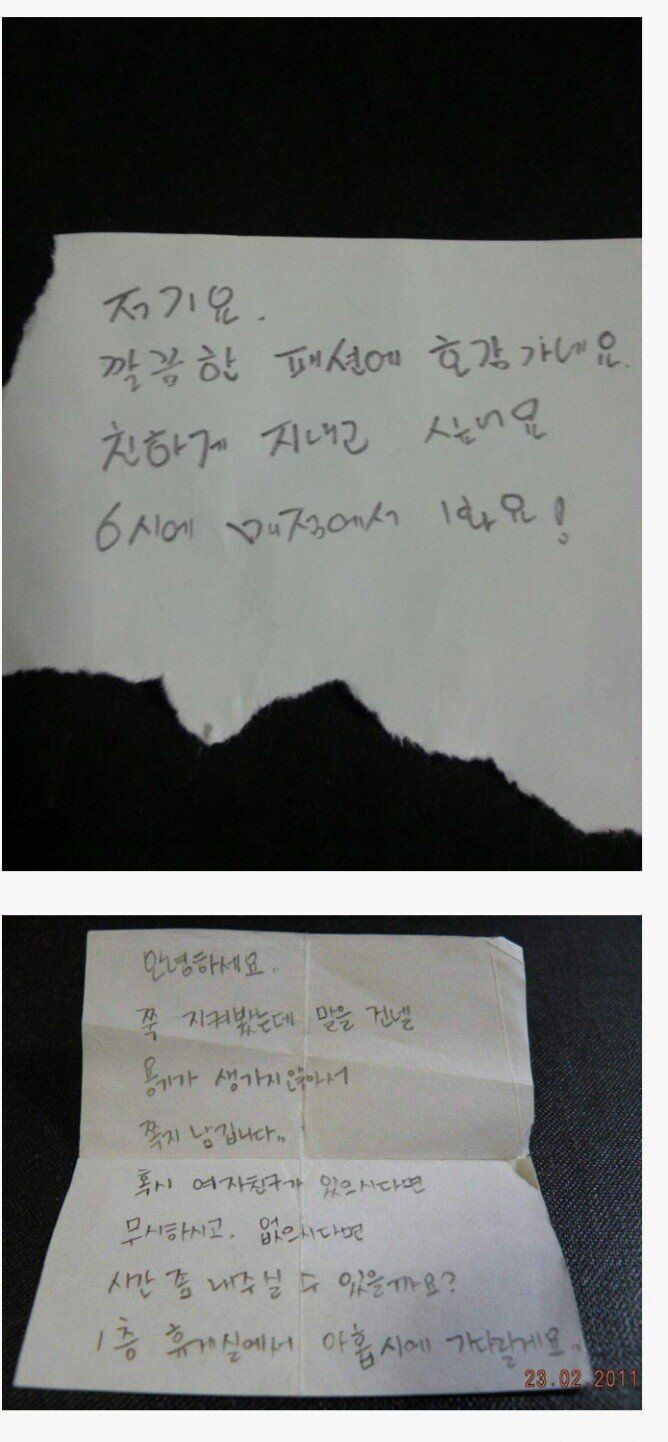 저기요.
깔끔한 패션에 호감가네요.
친하게 지내고 싶네요
6시에 매점에서 봐요!
안녕하세요.
쭉 지켜봤는데 말을 건넬
용기가 생기지않아서
쪽지 남깁니다..
혹시 여자친구가 있으시다면
무시하시고, 없으시다면
시간 좀 내주실 수 있을까요?
1층 휴게실에서 아홉시에 기다릴게요..
23.02.2011